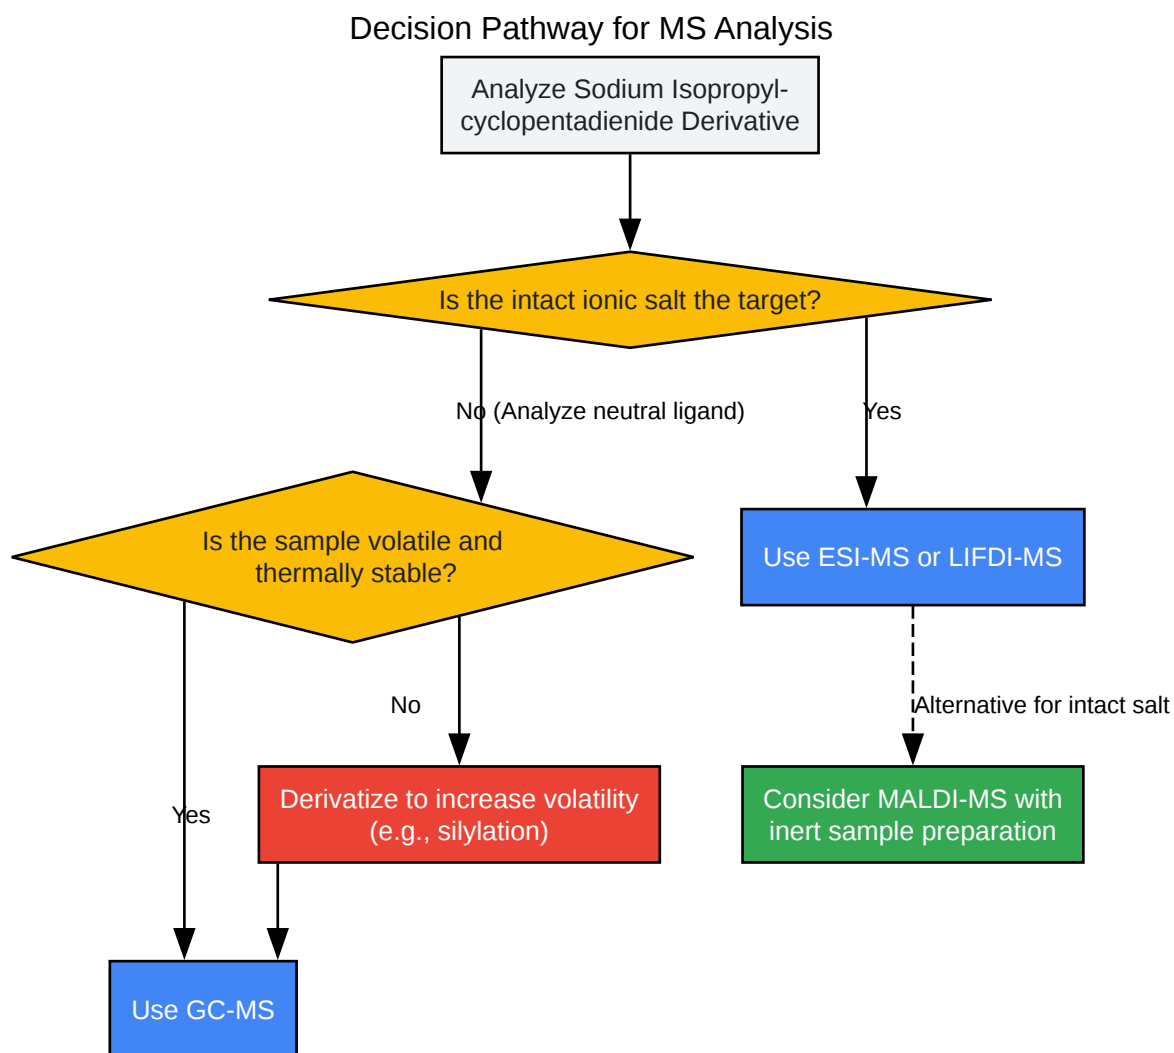 Decision Pathway for MS Analysis
Analyze Sodium Isopropyl-
cyclopentadienide Derivative
Is the intact ionic salt the target?
No (Analyze neutral ligand)
Yes
Is the sample volatile and
thermally stable?
Use ESI-MS or LIFDI-MS
No
Alternative for intact salt
Yes
Derivatize to increase volatility
(e.g., silylation)
Consider MALDI-MS with
inert sample preparation
Use GC-MS